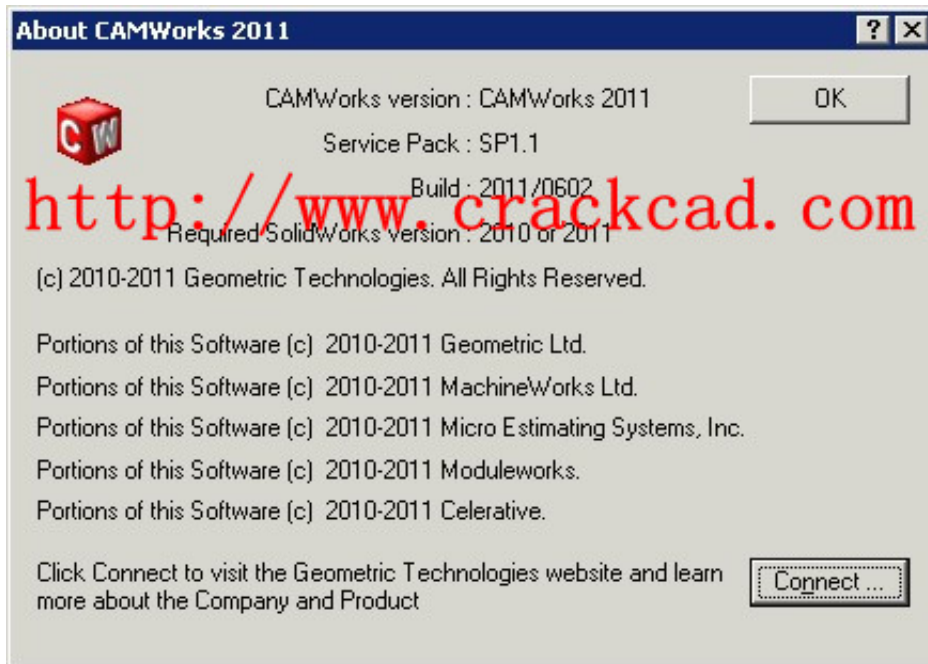 About CAMWorks 2011
? X
CW
CAMWorks version : CAMWorks 2011
OK
Service Pack : SP1.1
Build : 2011/0602
http://www.crackcad.com
Required SolidWorks version : 2010 or 2011
(c) 2010-2011 Geometric Technologies. All Rights Reserved.
Portions of this Software (c) 2010-2011 Geometric Ltd.
Portions of this Software (c) 2010-2011 MachineWorks Ltd.
Portions of this Software (c) 2010-2011 Micro Estimating Systems, Inc.
Portions of this Software (c) 2010-2011 Moduleworks.
Portions of this Software (c) 2010-2011 Celerative.
Click Connect to visit the Geometric Technologies website and learn
more about the Company and Product
Connect ...